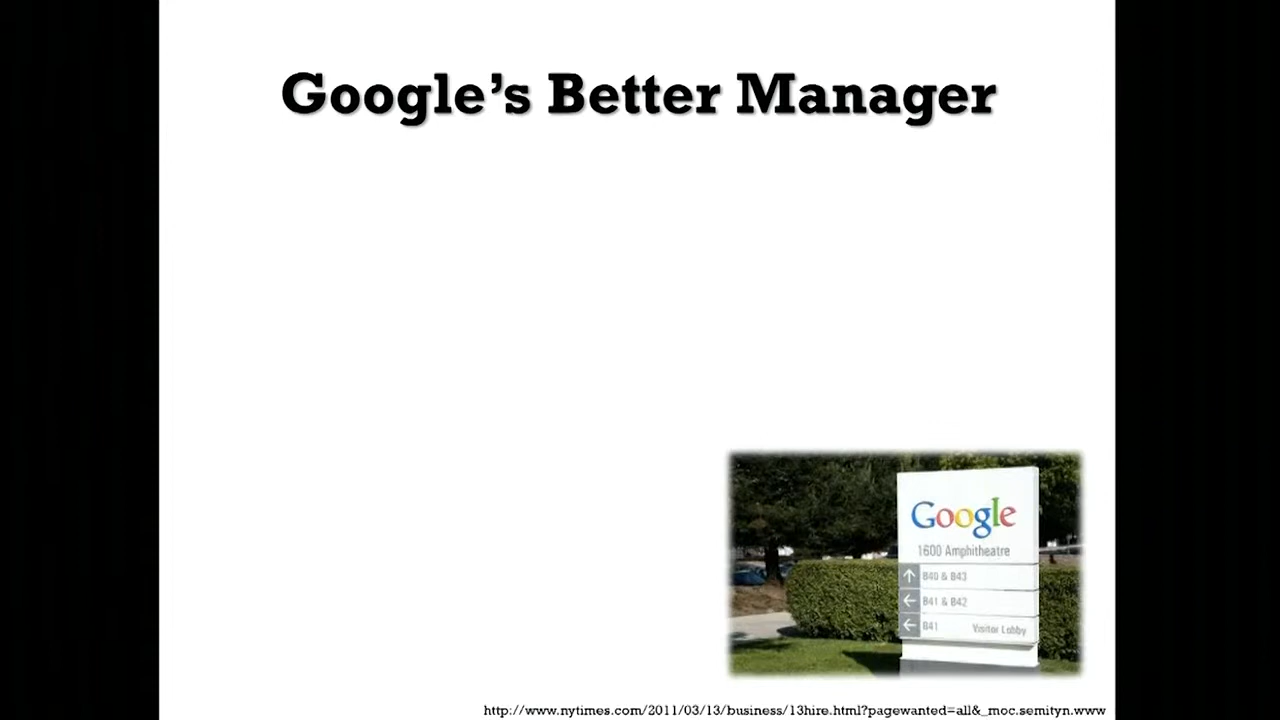 Google's Better Manager
Google
1600 Amphitheatre
B40 & B43
B41 & B42
B41 Visitor Lobby
http://www.nytimes.com/2011/03/13/business/13hire.html?pagewanted=all&_moc.semityn.www